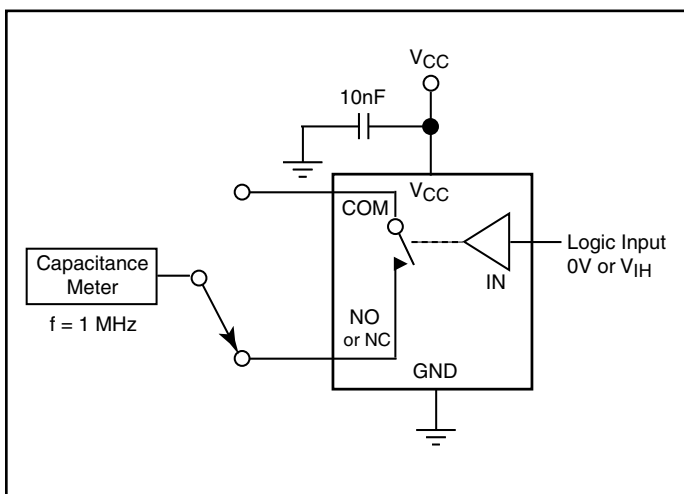 VCC
10nF
VCC
COM
Logic Input
0V or VIH
IN
Capacitance
Meter
f = 1 MHz
NO
or NC
GND